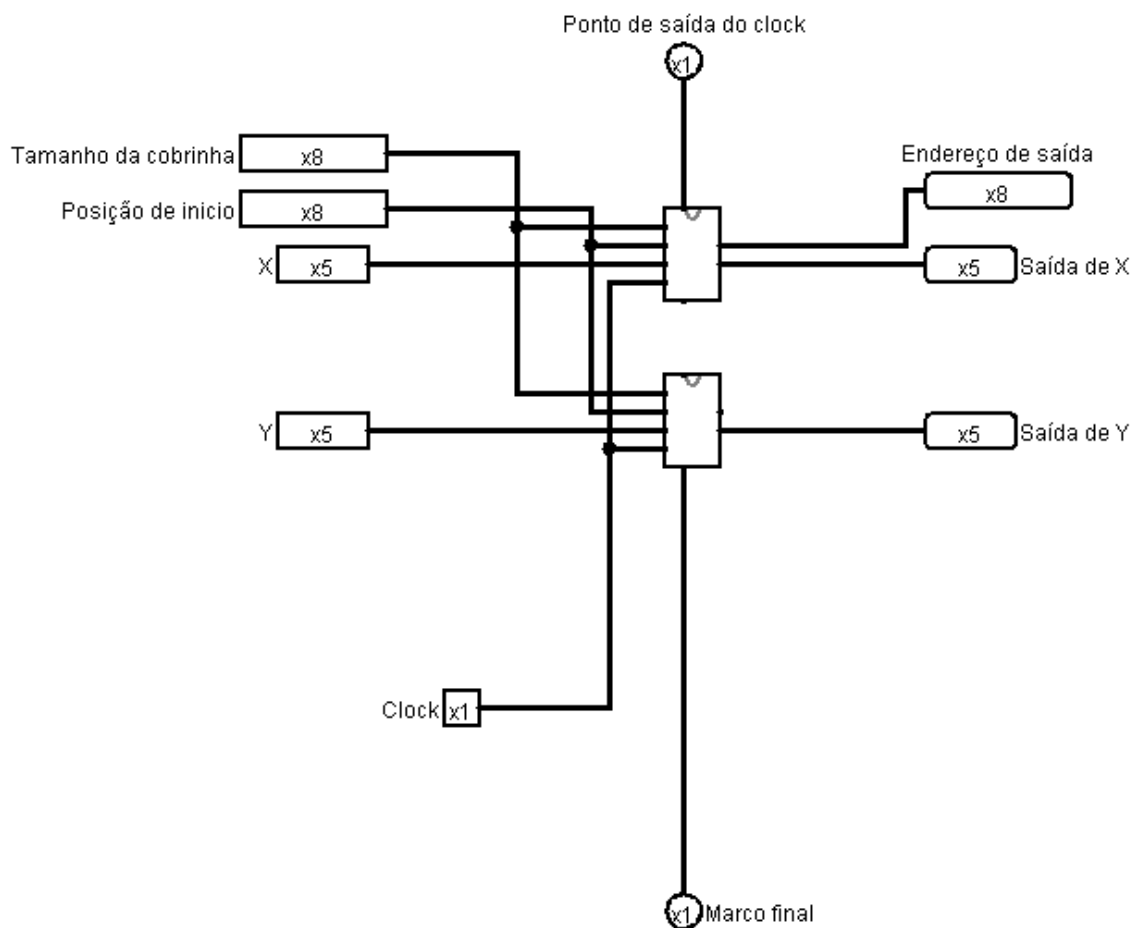 Ponto de saída do clock
x1
Tamanho da cobrinha x8
Endereço de saída
x8
Posição de inicio x8
X x5
x5 Saída de X
Y x5
x5 Saída de Y
Clock x1
x1 Marco final